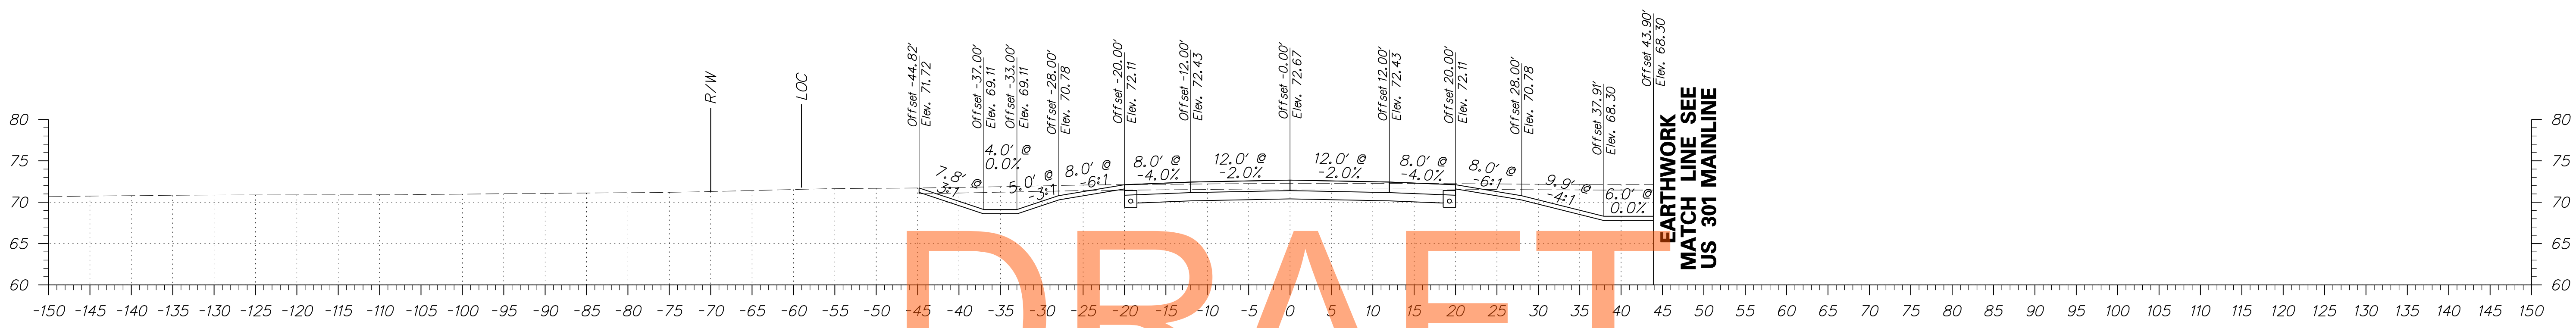 R/W
LOC
Offset -44.82'
Elev. 71.72
Offset -37.00'
Elev. 69.11
Offset -33.00'
Elev. 69.11
Offset -28.00'
Elev. 70.78
Offset -20.00'
Elev. 72.11
Offset -12.00'
Elev. 72.43
Offset -0.00'
Elev. 72.67
Offset 12.00'
Elev. 72.43
Offset 20.00'
Elev. 72.11
Offset 28.00'
Elev. 70.78
Offset 37.91'
Elev. 68.30
Offset 43.90'
Elev. 68.30
7.8' @
3:1
4.0' @
0.0%
5.0' @
-3:1
8.0' @
-6:1
8.0' @
-4.0%
12.0' @
-2.0%
12.0' @
-2.0%
8.0' @
-4.0%
8.0' @
-6:1
9.9' @
-4:1
6.0' @
0.0%
EARTHWORK
MATCH LINE SEE
US 301 MAINLINE
80
75
70
65
60
80
75
70
65
60
DRAFT
-150 -145 -140 -135 -130 -125 -120 -115 -110 -105 -100 -95 -90 -85 -80 -75 -70 -65 -60 -55 -50 -45 -40 -35 -30 -25 -20 -15 -10 -5 0 5 10 15 20 25 30 35 40 45 50 55 60 65 70 75 80 85 90 95 100 105 110 115 120 125 130 135 140 145 150